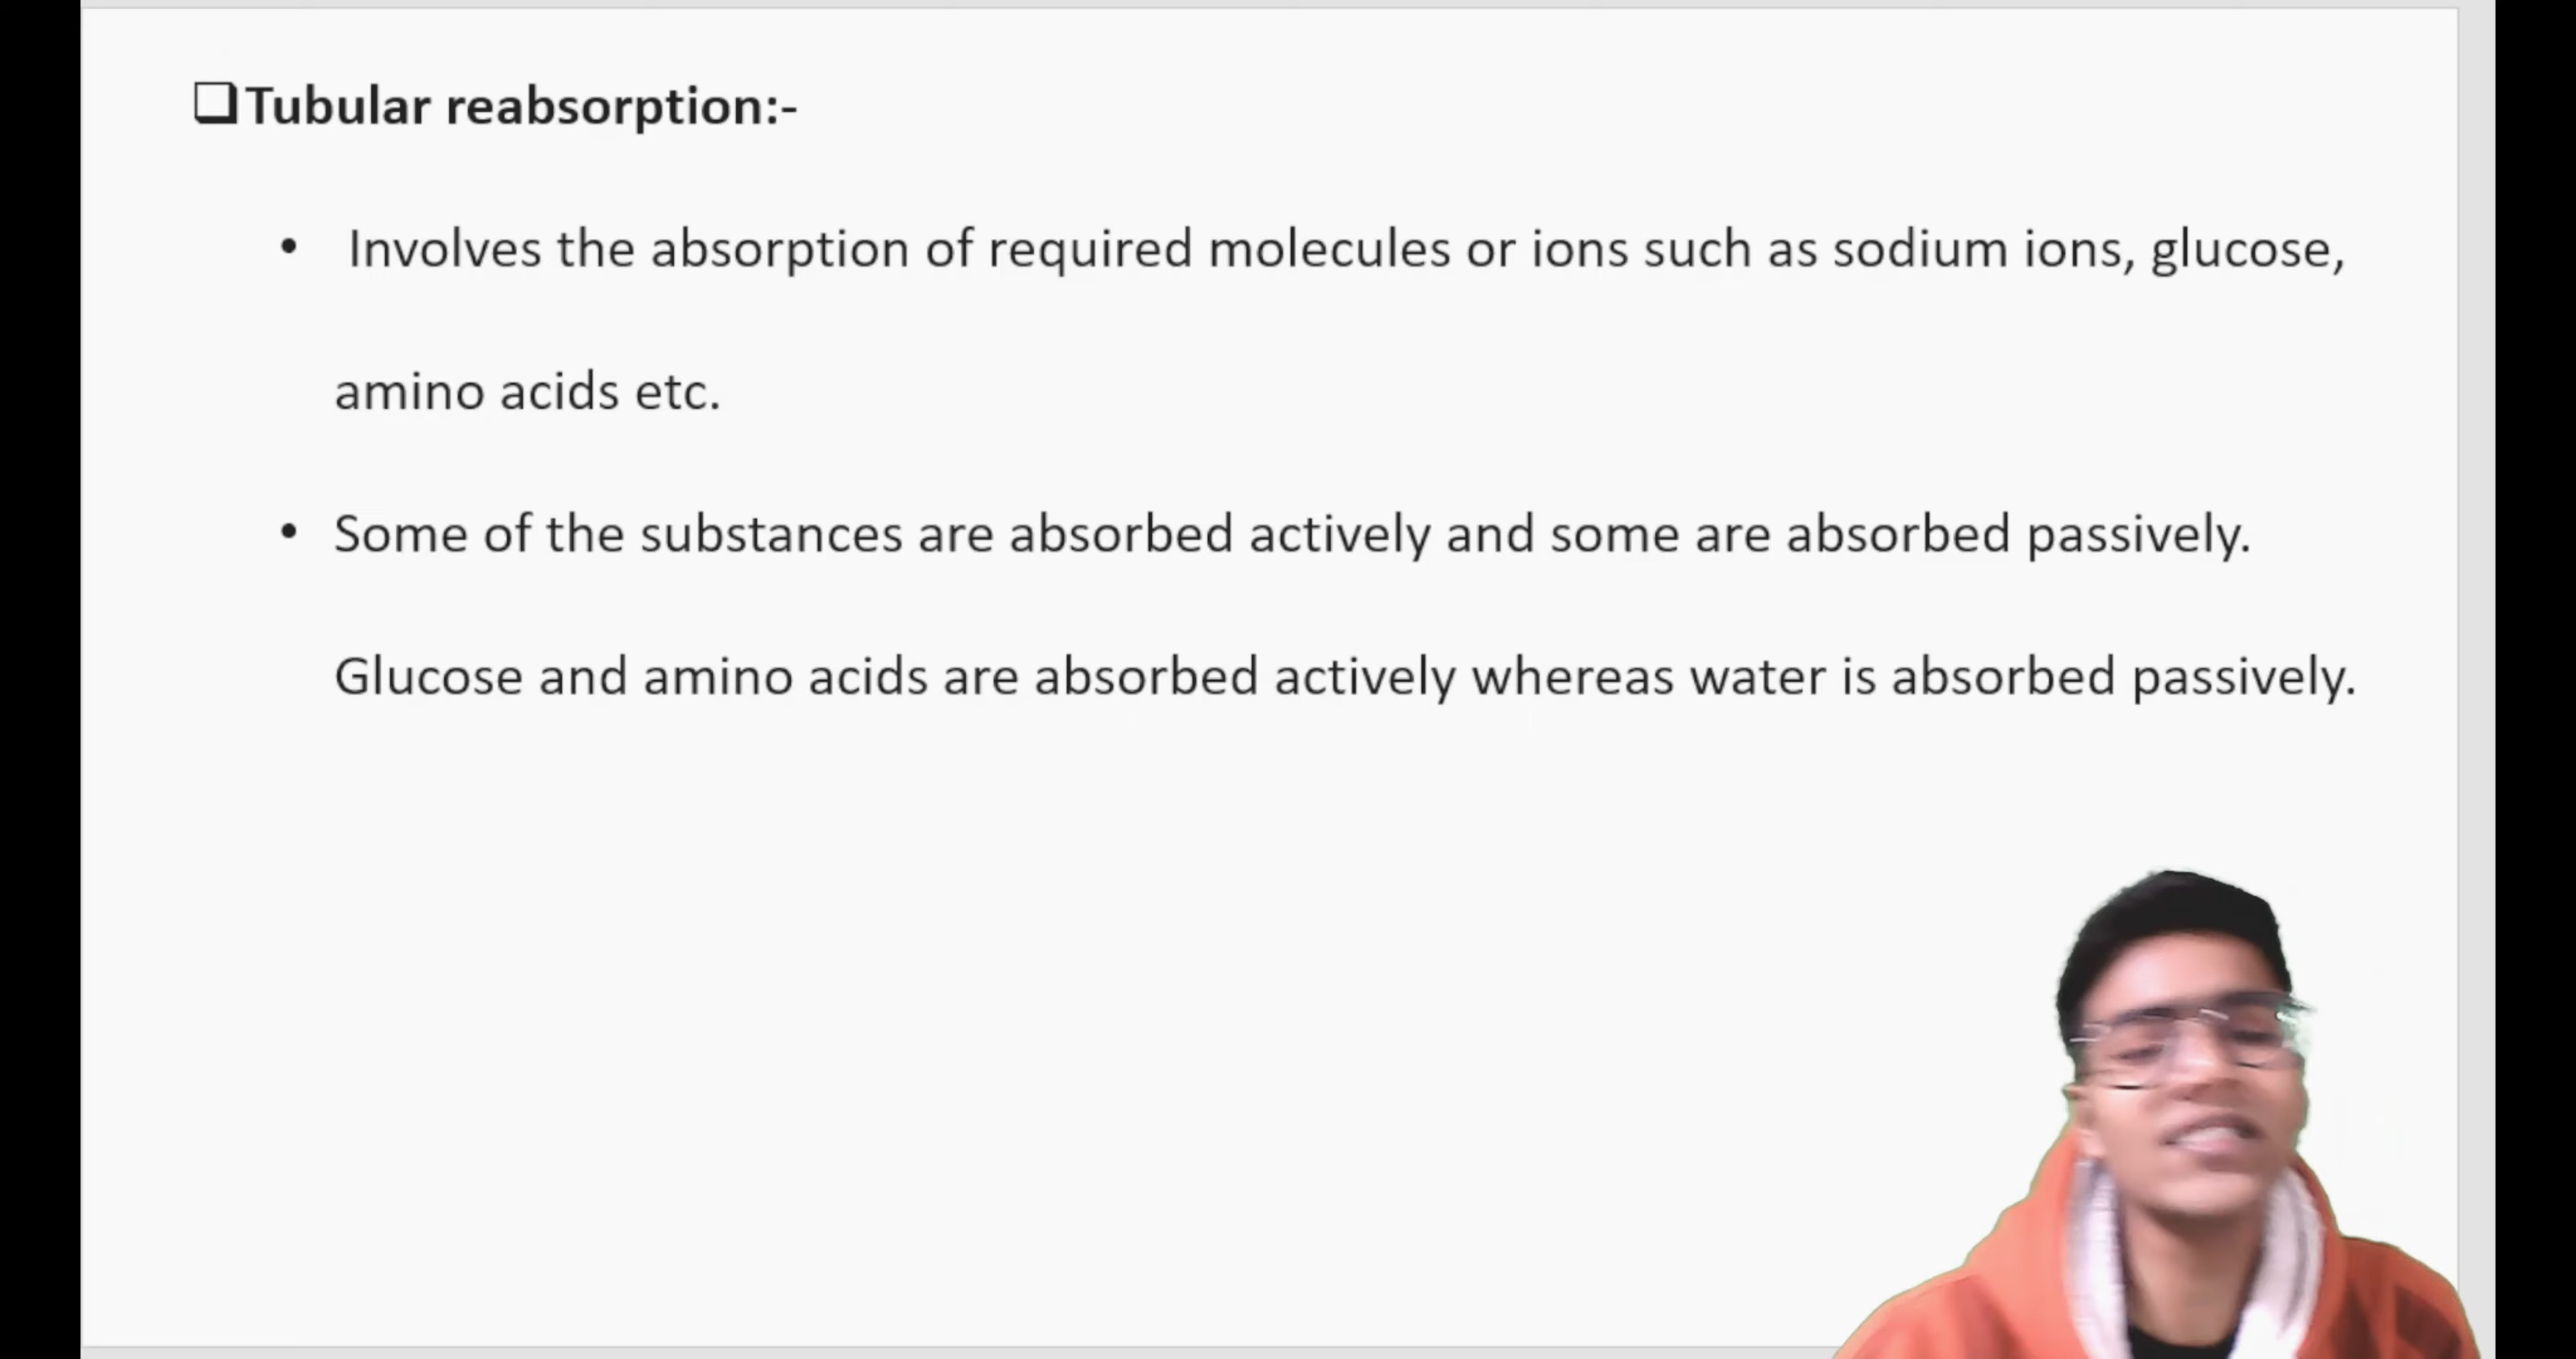 ❑Tubular reabsorption:-
• Involves the absorption of required molecules or ions such as sodium ions, glucose,
amino acids etc.
• Some of the substances are absorbed actively and some are absorbed passively.
Glucose and amino acids are absorbed actively whereas water is absorbed passively.